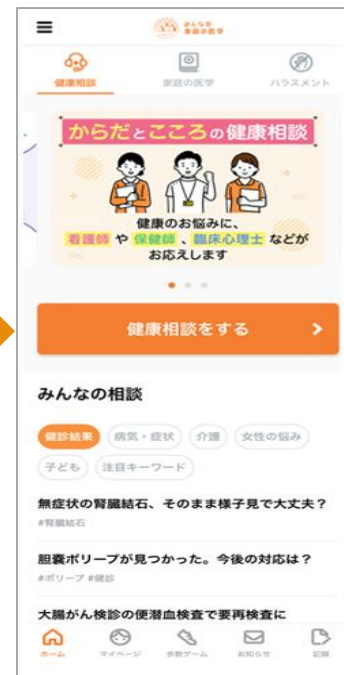 みんなの
家庭の医学
健康相談
家庭の医学
ハラスメント
からだとこころの健康相談
健康のお悩みに、
看護師 や 保健師 、臨床心理士 などが
お応えします
健康相談をする
みんなの相談
健診結果
病気・症状
介護
女性の悩み
子ども
注目キーワード
無症状の腎臓結石、そのまま様子見で大丈夫？
#腎臓結石
胆嚢ポリープが見つかった。今後の対応は？
#ポリープ #健診
大腸がん検診の便潜血検査で要再検査に
ホーム
マイページ
歩数ゲーム
お知らせ
記録